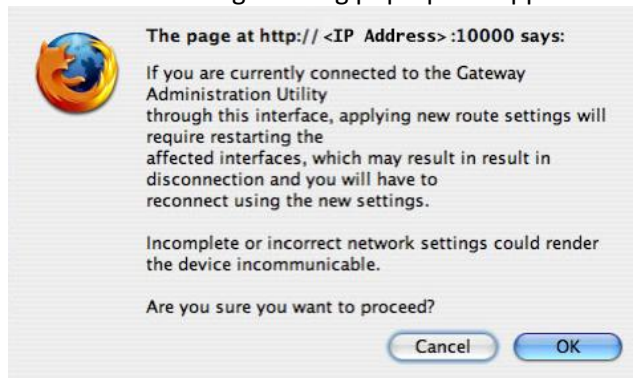 The page at http:// <IP Address> :10000 says:
If you are currently connected to the Gateway
Administration Utility
through this interface, applying new route settings will
require restarting the
affected interfaces, which may result in result in
disconnection and you will have to
reconnect using the new settings.
Incomplete or incorrect network settings could render
the device incommunicable.
Are you sure you want to proceed?
Cancel OK